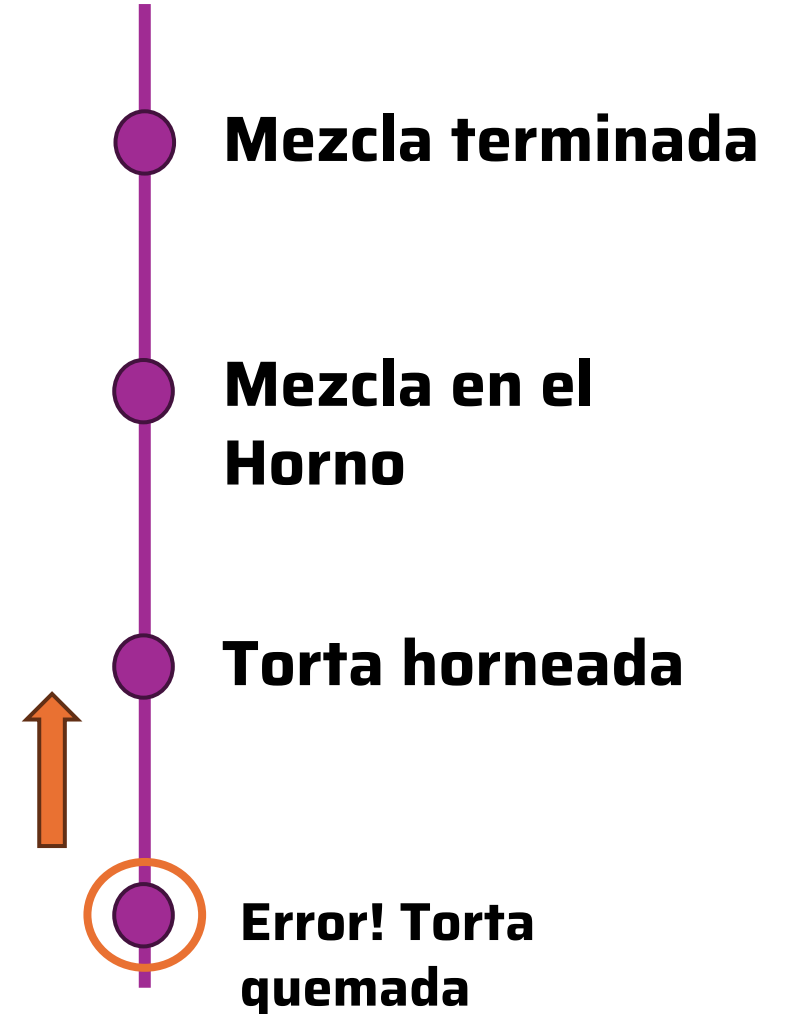 Mezcla terminada
Mezcla en el
Horno
Torta horneada
Error! Torta
quemada